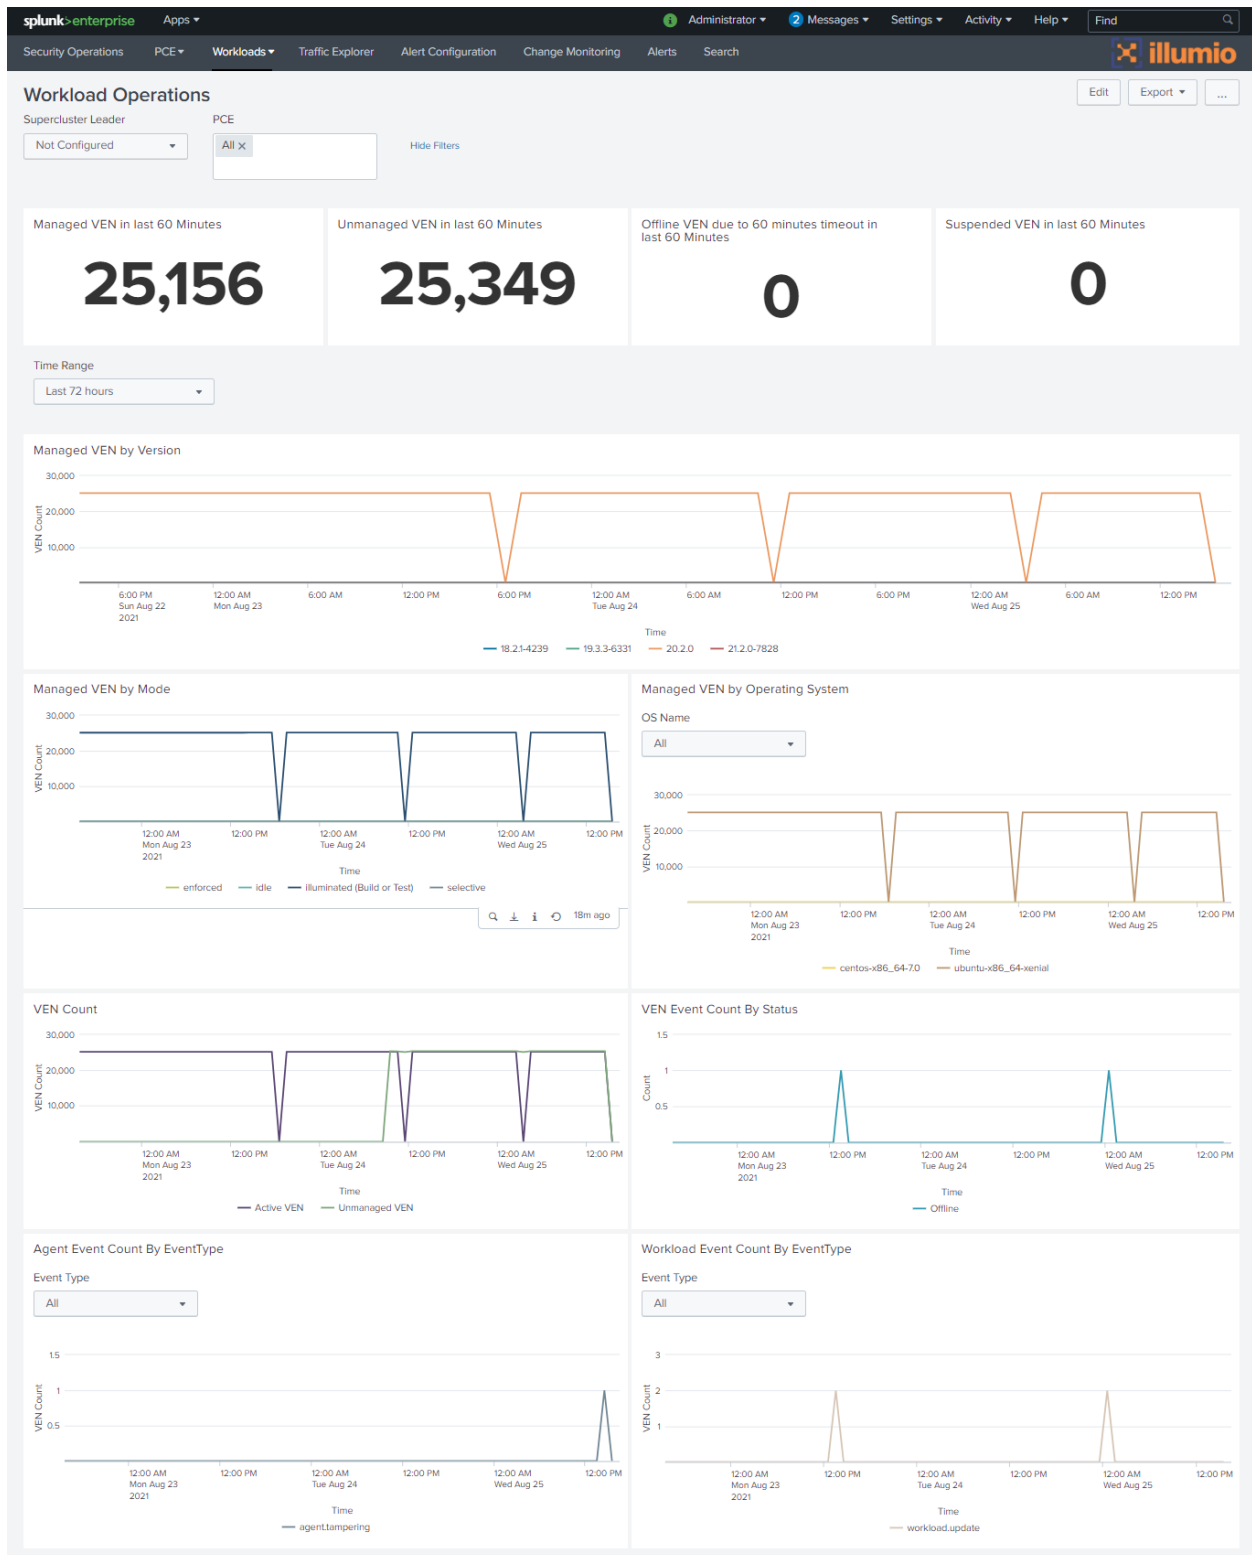 splunk>enterprise Apps i Administrator 2 Messages Settings Activity Help Find
Security Operations PCE Workloads Traffic Explorer Alert Configuration Change Monitoring Alerts Search illumio
Workload Operations Edit Export ...
Supercluster Leader PCE
Not Configured All × Hide Filters
Managed VEN in last 60 Minutes
25,156
Unmanaged VEN in last 60 Minutes
25,349
Offline VEN due to 60 minutes timeout in
last 60 Minutes
0
Suspended VEN in last 60 Minutes
0
Time Range
Last 72 hours
Managed VEN by Version
VEN Count
30,000
20,000
10,000
6:00 PM 12:00 AM 6:00 AM 12:00 PM 6:00 PM 12:00 AM 6:00 AM 12:00 PM 6:00 PM 12:00 AM 6:00 AM 12:00 PM
Sun Aug 22 Mon Aug 23 Tue Aug 24 Wed Aug 25
2021
Time
18.2.1-4239 19.3.3-6331 20.2.0 21.2.0-7828
Managed VEN by Mode
VEN Count
30,000
20,000
10,000
12:00 AM 12:00 PM 12:00 AM 12:00 PM 12:00 AM 12:00 PM
Mon Aug 23 Tue Aug 24 Wed Aug 25
2021
Time
enforced idle illuminated (Build or Test) selective
i 18m ago
Managed VEN by Operating System
OS Name
All
VEN Count
30,000
20,000
10,000
12:00 AM 12:00 PM 12:00 AM 12:00 PM 12:00 AM 12:00 PM
Mon Aug 23 Tue Aug 24 Wed Aug 25
2021
Time
centos-x86_64-7.0 ubuntu-x86_64-xenial
VEN Count
VEN Count
30,000
20,000
10,000
12:00 AM 12:00 PM 12:00 AM 12:00 PM 12:00 AM 12:00 PM
Mon Aug 23 Tue Aug 24 Wed Aug 25
2021
Time
Active VEN Unmanaged VEN
VEN Event Count By Status
Count
1.5
1
0.5
12:00 AM 12:00 PM 12:00 AM 12:00 PM 12:00 AM 12:00 PM
Mon Aug 23 Tue Aug 24 Wed Aug 25
2021
Time
Offline
Agent Event Count By EventType
Event Type
All
VEN Count
1.5
1
0.5
12:00 AM 12:00 PM 12:00 AM 12:00 PM 12:00 AM 12:00 PM
Mon Aug 23 Tue Aug 24 Wed Aug 25
2021
Time
agent.tampering
Workload Event Count By EventType
Event Type
All
VEN Count
3
2
1
12:00 AM 12:00 PM 12:00 AM 12:00 PM 12:00 AM 12:00 PM
Mon Aug 23 Tue Aug 24 Wed Aug 25
2021
Time
workload.update